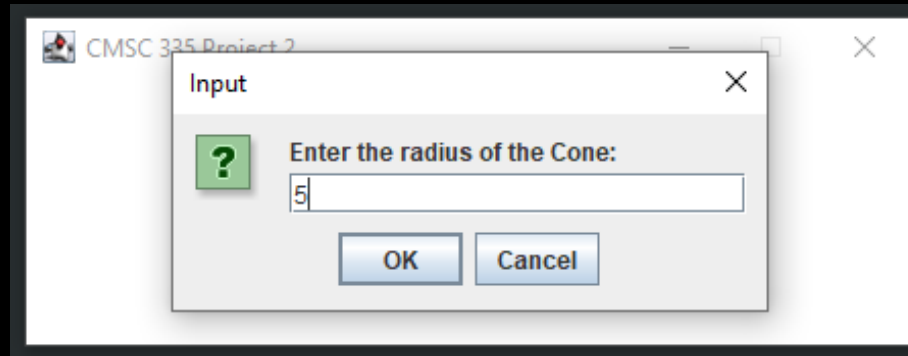 CMSC 335 Project 2
Input
?
Enter the radius of the Cone:
5
OK
Cancel